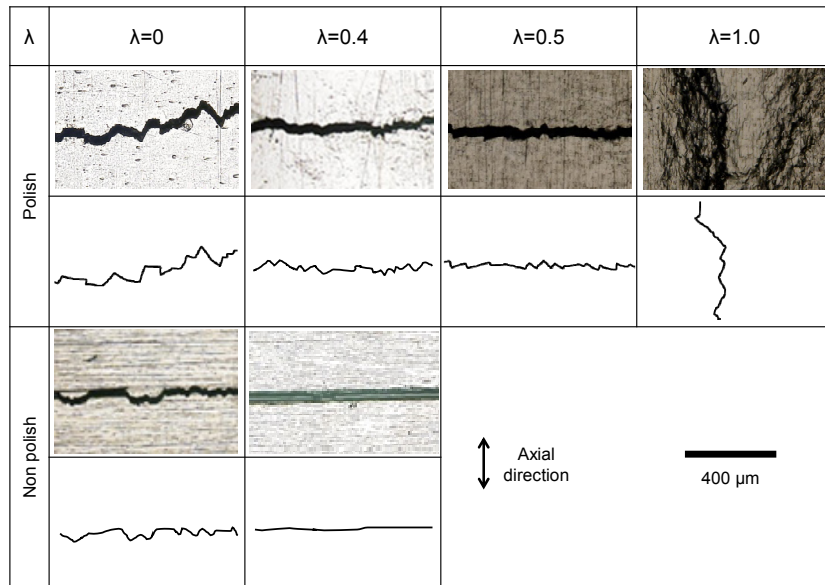 λ λ=0 λ=0.4 λ=0.5 λ=1.0
Polish
Non polish
Axial
direction
400 μm